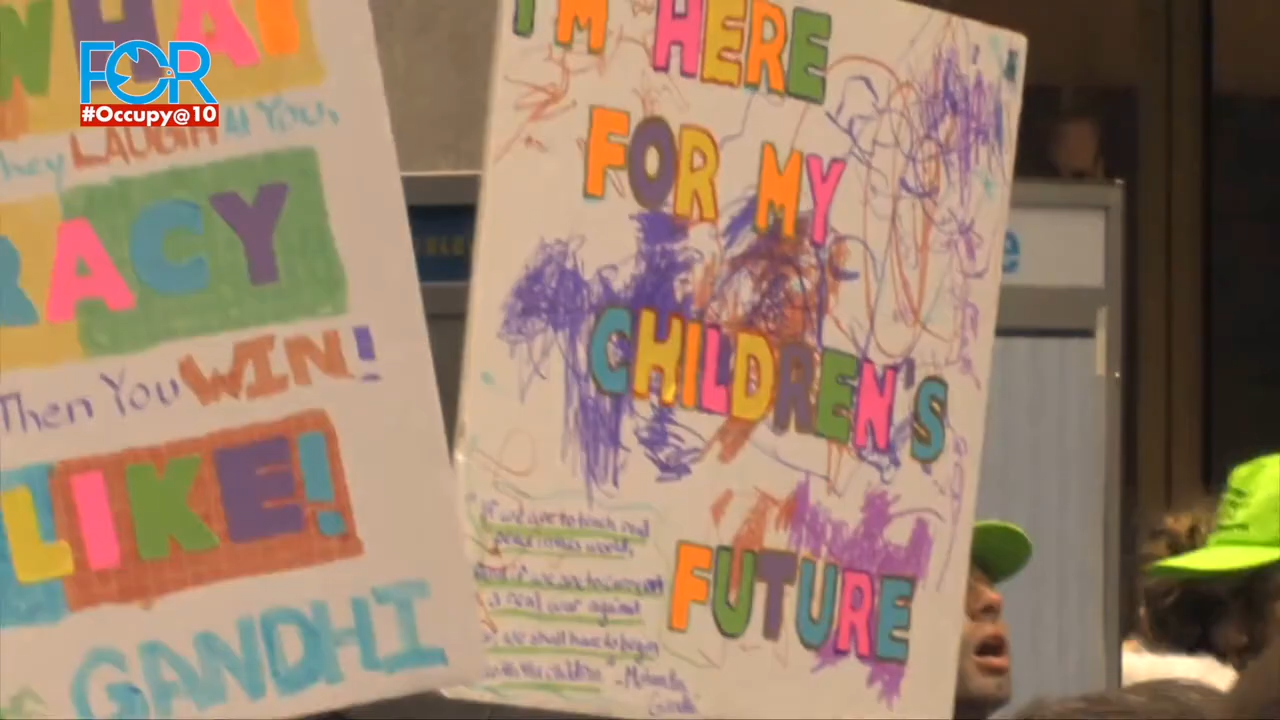 FOR
#Occupy@10
WHAT
They LAUGH At You,
RACY
Then You WIN!
LIKE!
GANDHI
I'M HERE
FOR MY
CHILDREN'S
FUTURE
"if we are to teach real
peace in this world,
and if we are to carry on
a real war against
we shall have to begin
with the children" - Mohandas
Gandhi